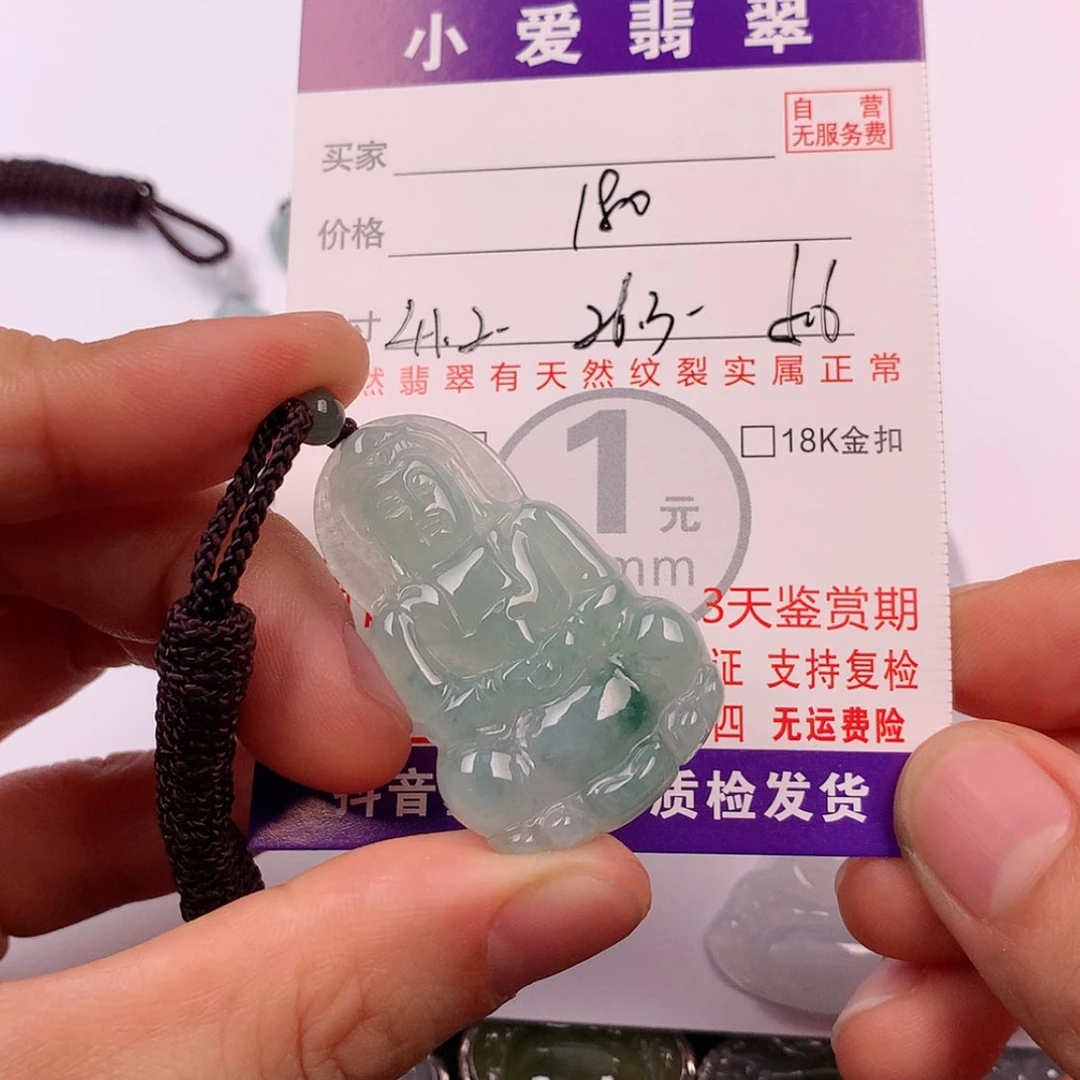 小爱翡翠
自 营
无服务费
买家
价格 180
寸 41.2- 26.3- 6.6
然翡翠有天然纹裂实属正常
1元
mm
□18K金扣
3天鉴赏期
证 支持复检
四 无运费险
抖音 质检发货